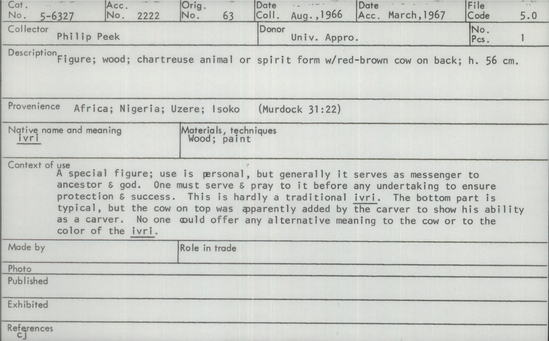 Cat. No. 5-6327 Acc. No. 2222 Orig. No. 63 Date Coll. Aug.,1966 Date Acc. March,1967 File Code 5.0
Collector Philip Peek Donor Univ. Appro. No. Pcs. 1
Description Figure; wood; chartreuse animal or spirit form w/red-brown cow on back; h. 56 cm.
Provenience Africa; Nigeria; Uzere; Isoko (Murdock 31:22)
Native name and meaning Materials, techniques
ivri Wood; paint
Context of use
A special figure; use is personal, but generally it serves as messenger to
ancestor & god. One must serve & pray to it before any undertaking to ensure
protection & success. This is hardly a traditional ivri. The bottom part is
typical, but the cow on top was apparently added by the carver to show his ability
as a carver. No one could offer any alternative meaning to the cow or to the
color of the ivri.
Made by Role in trade
Photo
Published
Exhibited
References
cj